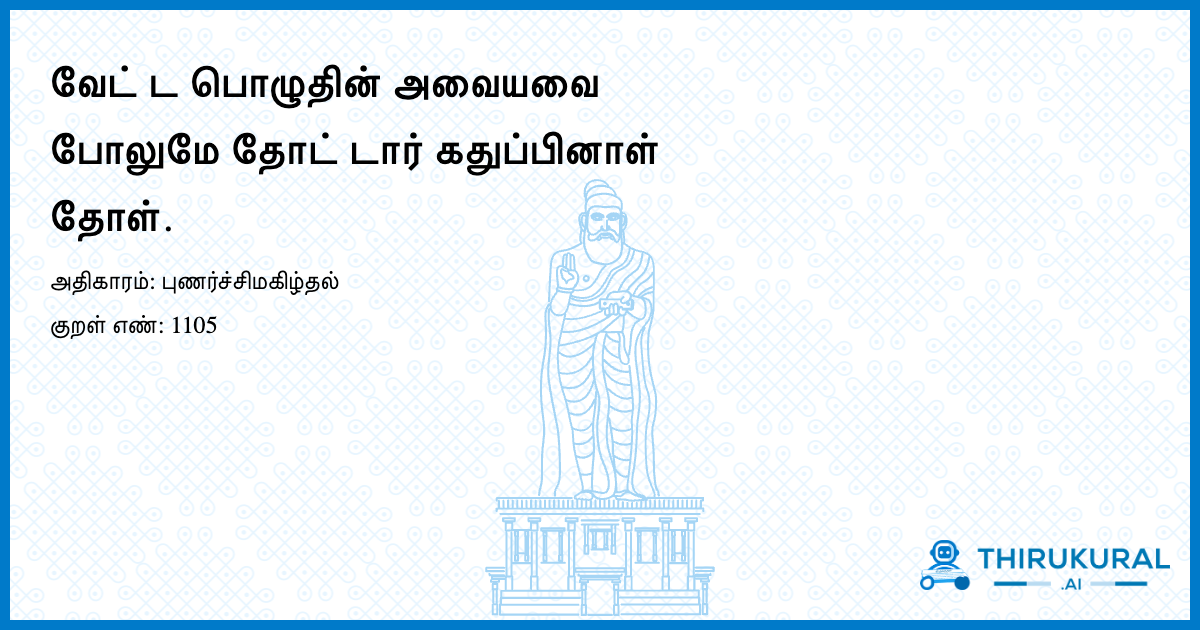 வேட் ட பொழுதின் அவையவை
போலுமே தோட் டார் கதுப்பினாள்
தோள்.
அதிகாரம்: புணர்ச்சிமகிழ்தல்
குறள் எண்: 1105
THIRUKURAL
.AI